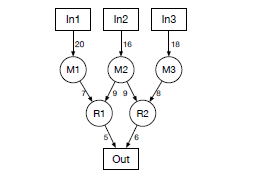 In1 In2 In3
20 16 18
M1 M2 M3
7 9 9 8
R1 R2
5 6
Out